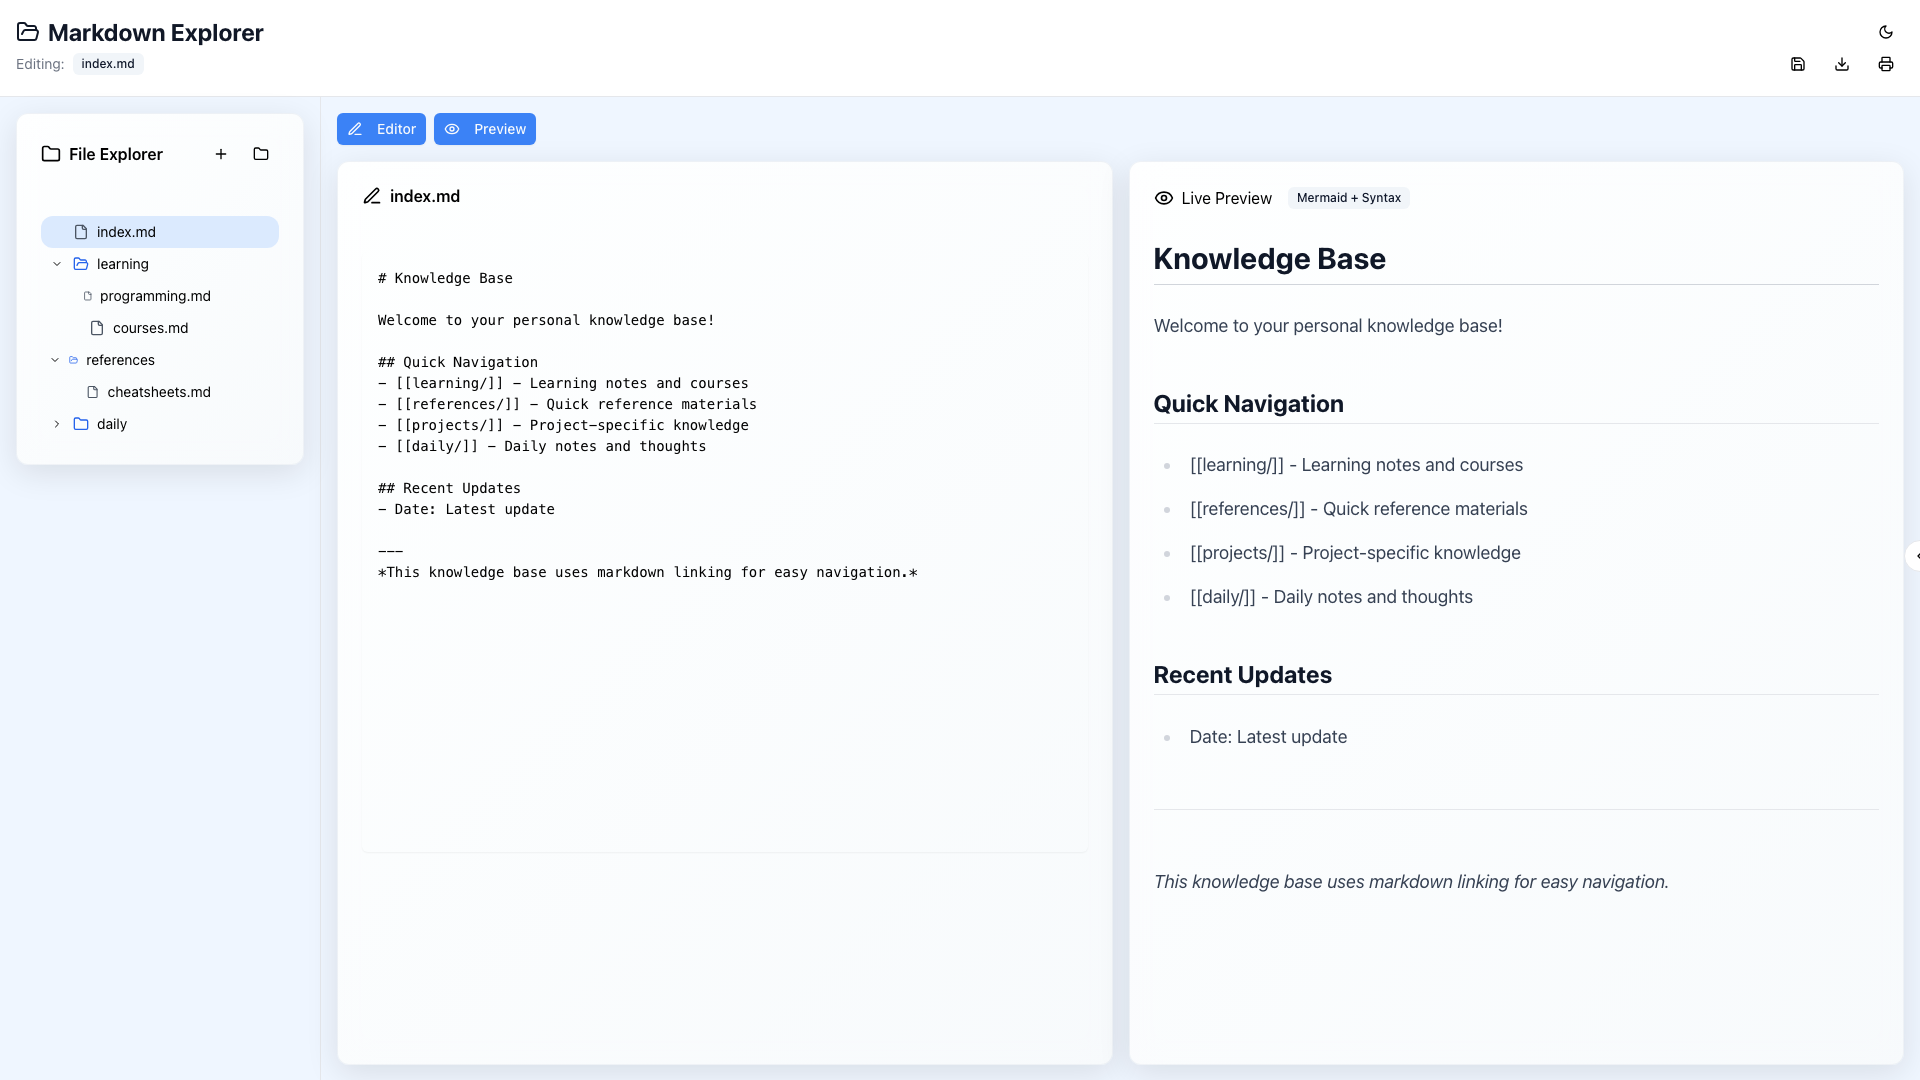 Markdown Explorer
Editing: index.md
File Explorer
index.md
learning
programming.md
courses.md
references
cheatsheets.md
daily
Editor
Preview
index.md
# Knowledge Base
Welcome to your personal knowledge base!
## Quick Navigation
- [[learning/]] - Learning notes and courses
- [[references/]] - Quick reference materials
- [[projects/]] - Project-specific knowledge
- [[daily/]] - Daily notes and thoughts
## Recent Updates
- Date: Latest update
---
*This knowledge base uses markdown linking for easy navigation.*
Live Preview Mermaid + Syntax
Knowledge Base
Welcome to your personal knowledge base!
Quick Navigation
[[learning/]] - Learning notes and courses
[[references/]] - Quick reference materials
[[projects/]] - Project-specific knowledge
[[daily/]] - Daily notes and thoughts
Recent Updates
Date: Latest update
This knowledge base uses markdown linking for easy navigation.